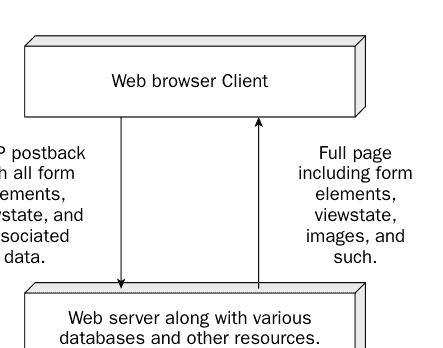 Web browser Client
postback
all form
state, and
data.
Full page
including form
elements,
viewstate,
images, and
such.
Web server along with various
databases and other resources.